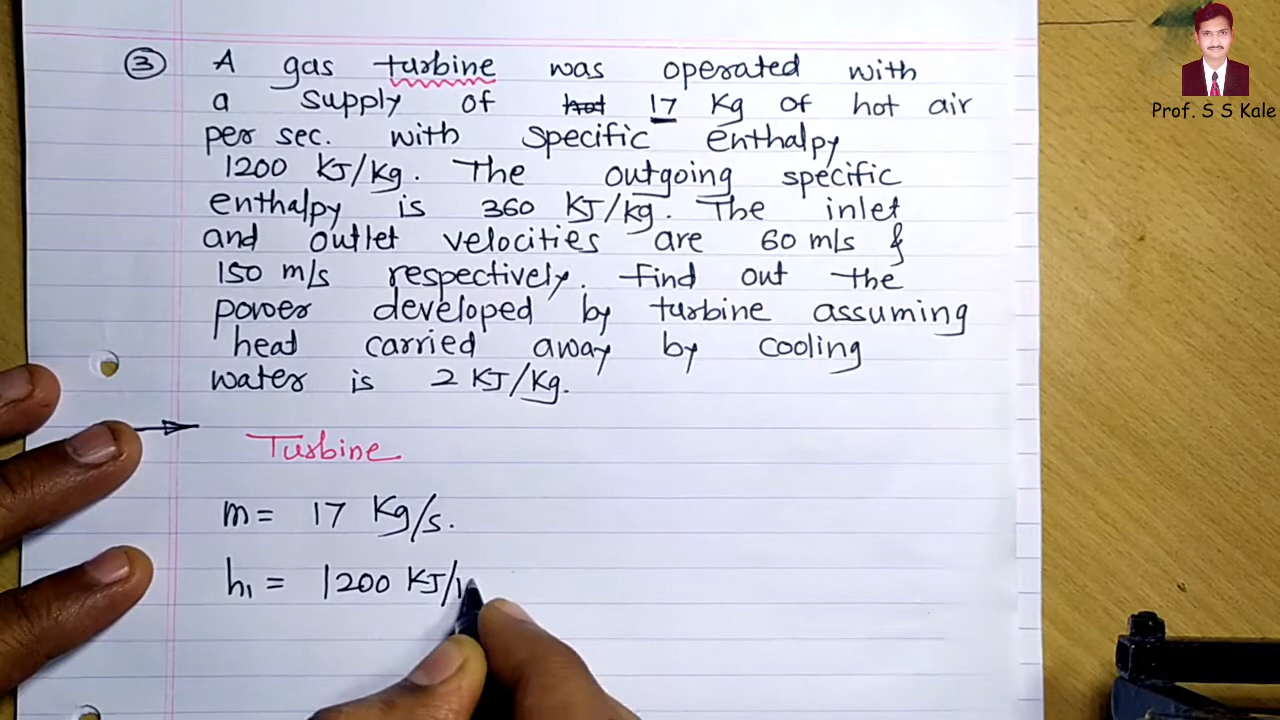 Prof. S S Kale
③ A gas turbine was operated with
a supply of hot 17 Kg of hot air
per sec. with specific enthalpy
1200 KJ/Kg. The outgoing specific
enthalpy is 360 KJ/Kg. The inlet
and outlet velocities are 60 m/s &
150 m/s respectively. Find out the
power developed by turbine assuming
heat carried away by cooling
water is 2 KJ/Kg.
Turbine
m = 17 Kg/s.
h₁ = 1200 KJ/